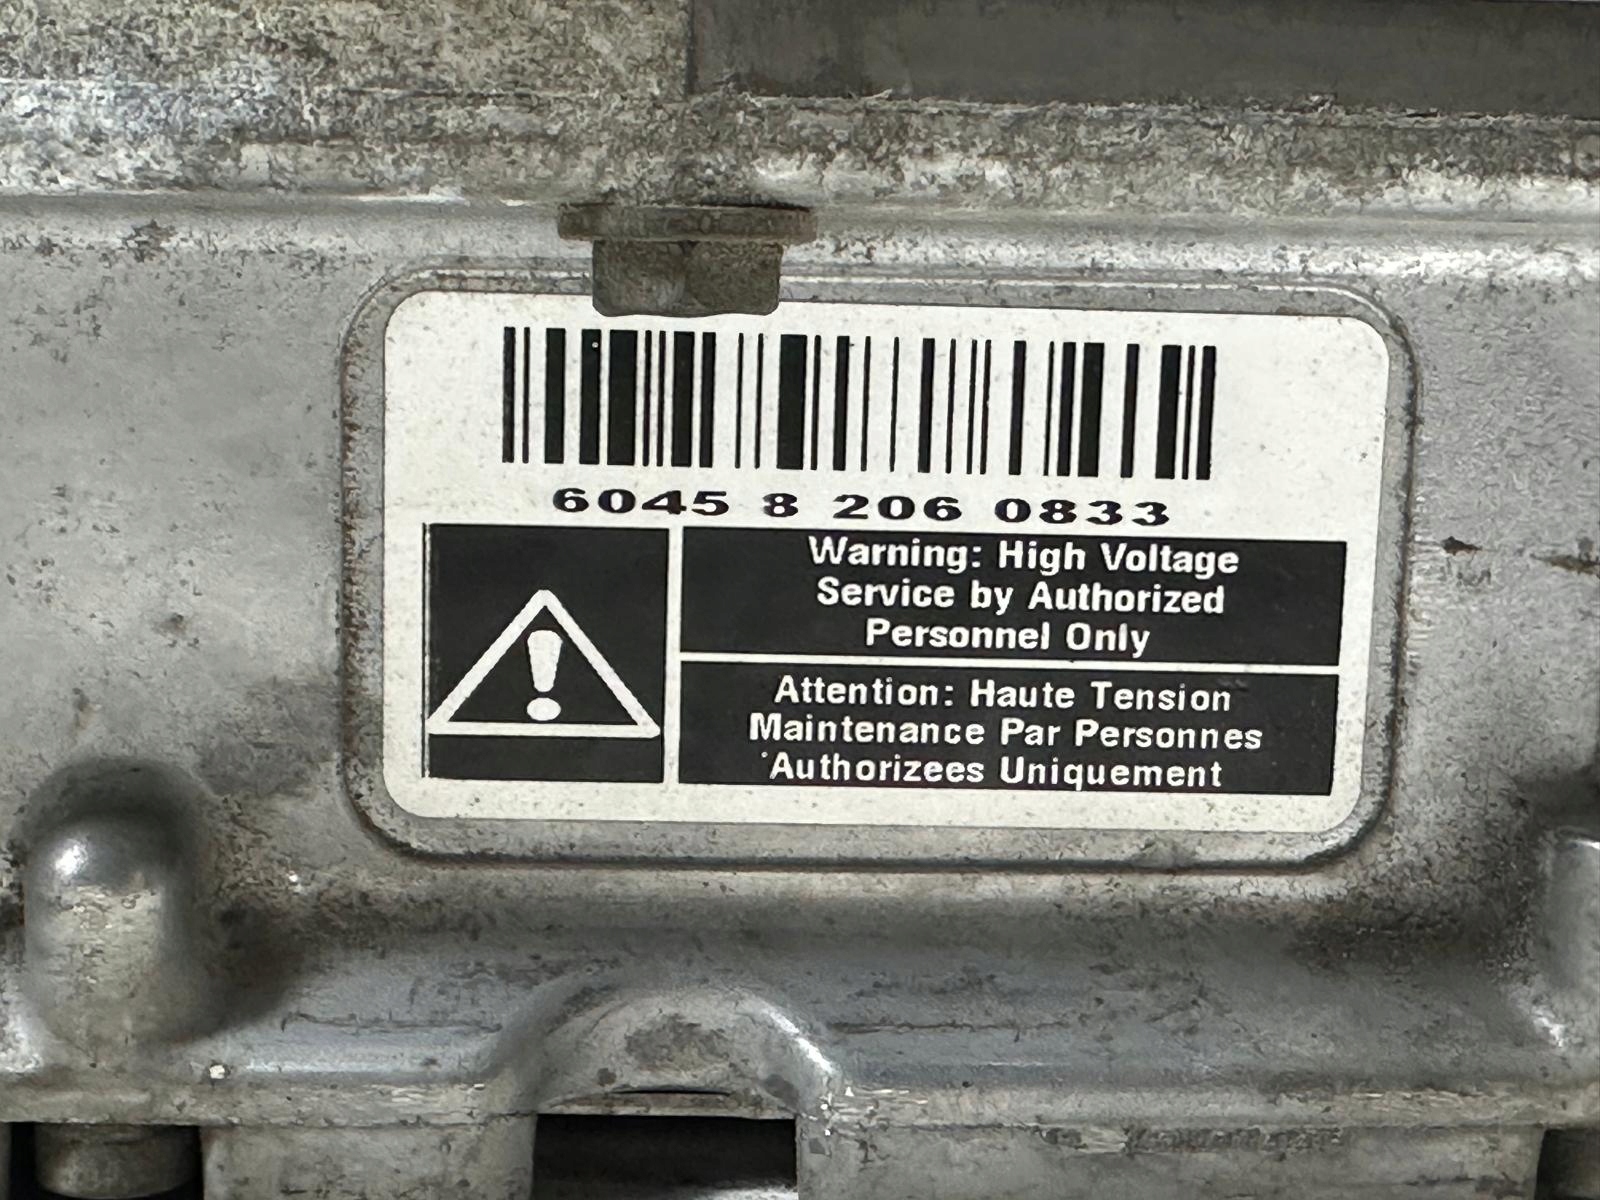 6045 8 206 0833
Warning: High Voltage
Service by Authorized
Personnel Only
Attention: Haute Tension
Maintenance Par Personnes
Authorizees Uniquement